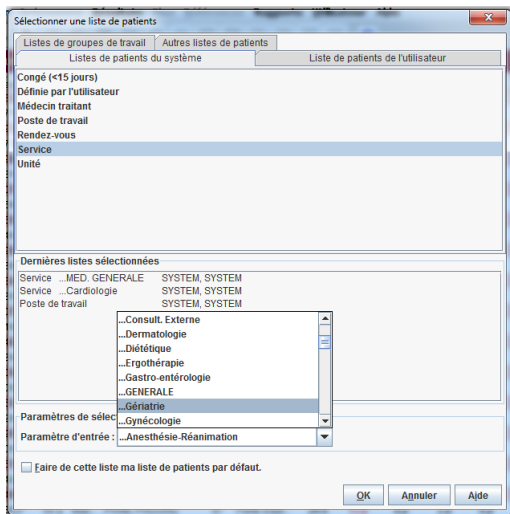 Sélectionner une liste de patients
Listes de groupes de travail Autres listes de patients
Listes de patients du système Liste de patients de l'utilisateur
Congé (<15 jours)
Définie par l'utilisateur
Médecin traitant
Poste de travail
Rendez-vous
Service
Unité
Dernières listes sélectionnées
Service ...MED. GENERALE SYSTEM, SYSTEM
Service ...Cardiologie SYSTEM, SYSTEM
Poste de travail SYSTEM, SYSTEM
...Consult. Externe
...Dermatologie
...Diététique
...Ergothérapie
...Gastro-entérologie
...GENERALE
...Gériatrie
Paramètres de sélec
...Gynécologie
Paramètre d'entrée : ...Anesthésie-Réanimation
Faire de cette liste ma liste de patients par défaut.
OK Annuler Aide